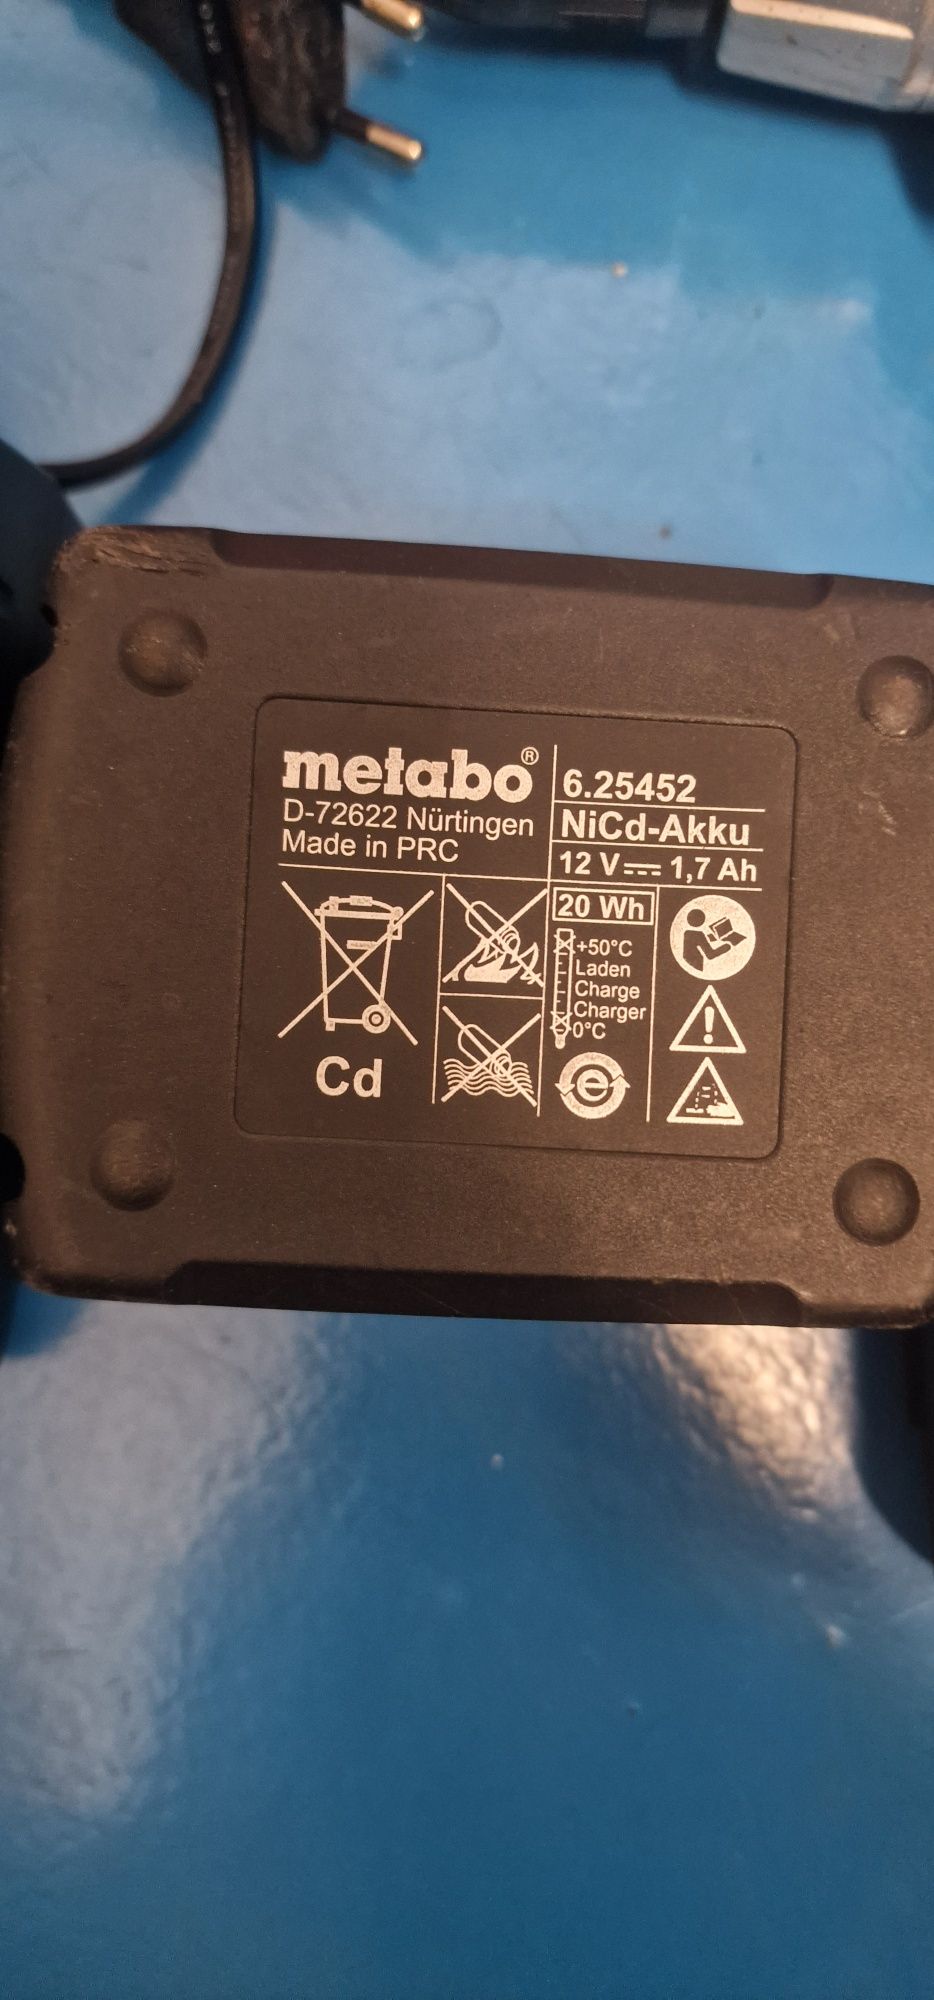 metabo®
D-72622 Nürtingen
Made in PRC
6.25452
NiCd-Akku
12 V 1,7 Ah
20 Wh
+50°C
Laden
Charge
Charger
0°C
Cd
e